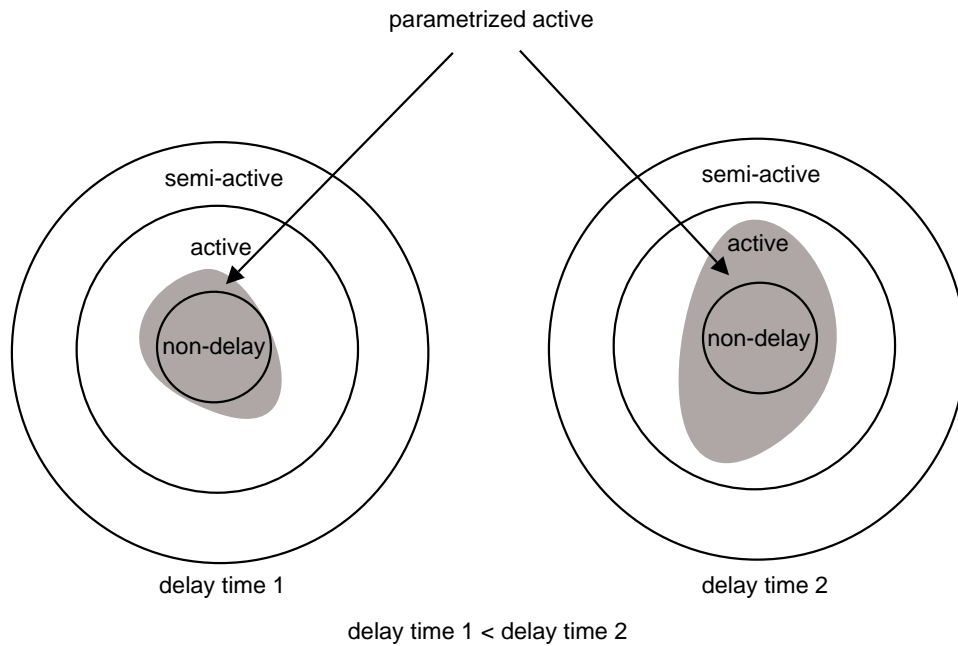 parametrized active
semi-active
semi-active
active
active
non-delay
non-delay
delay time 1
delay time 2
delay time 1 < delay time 2